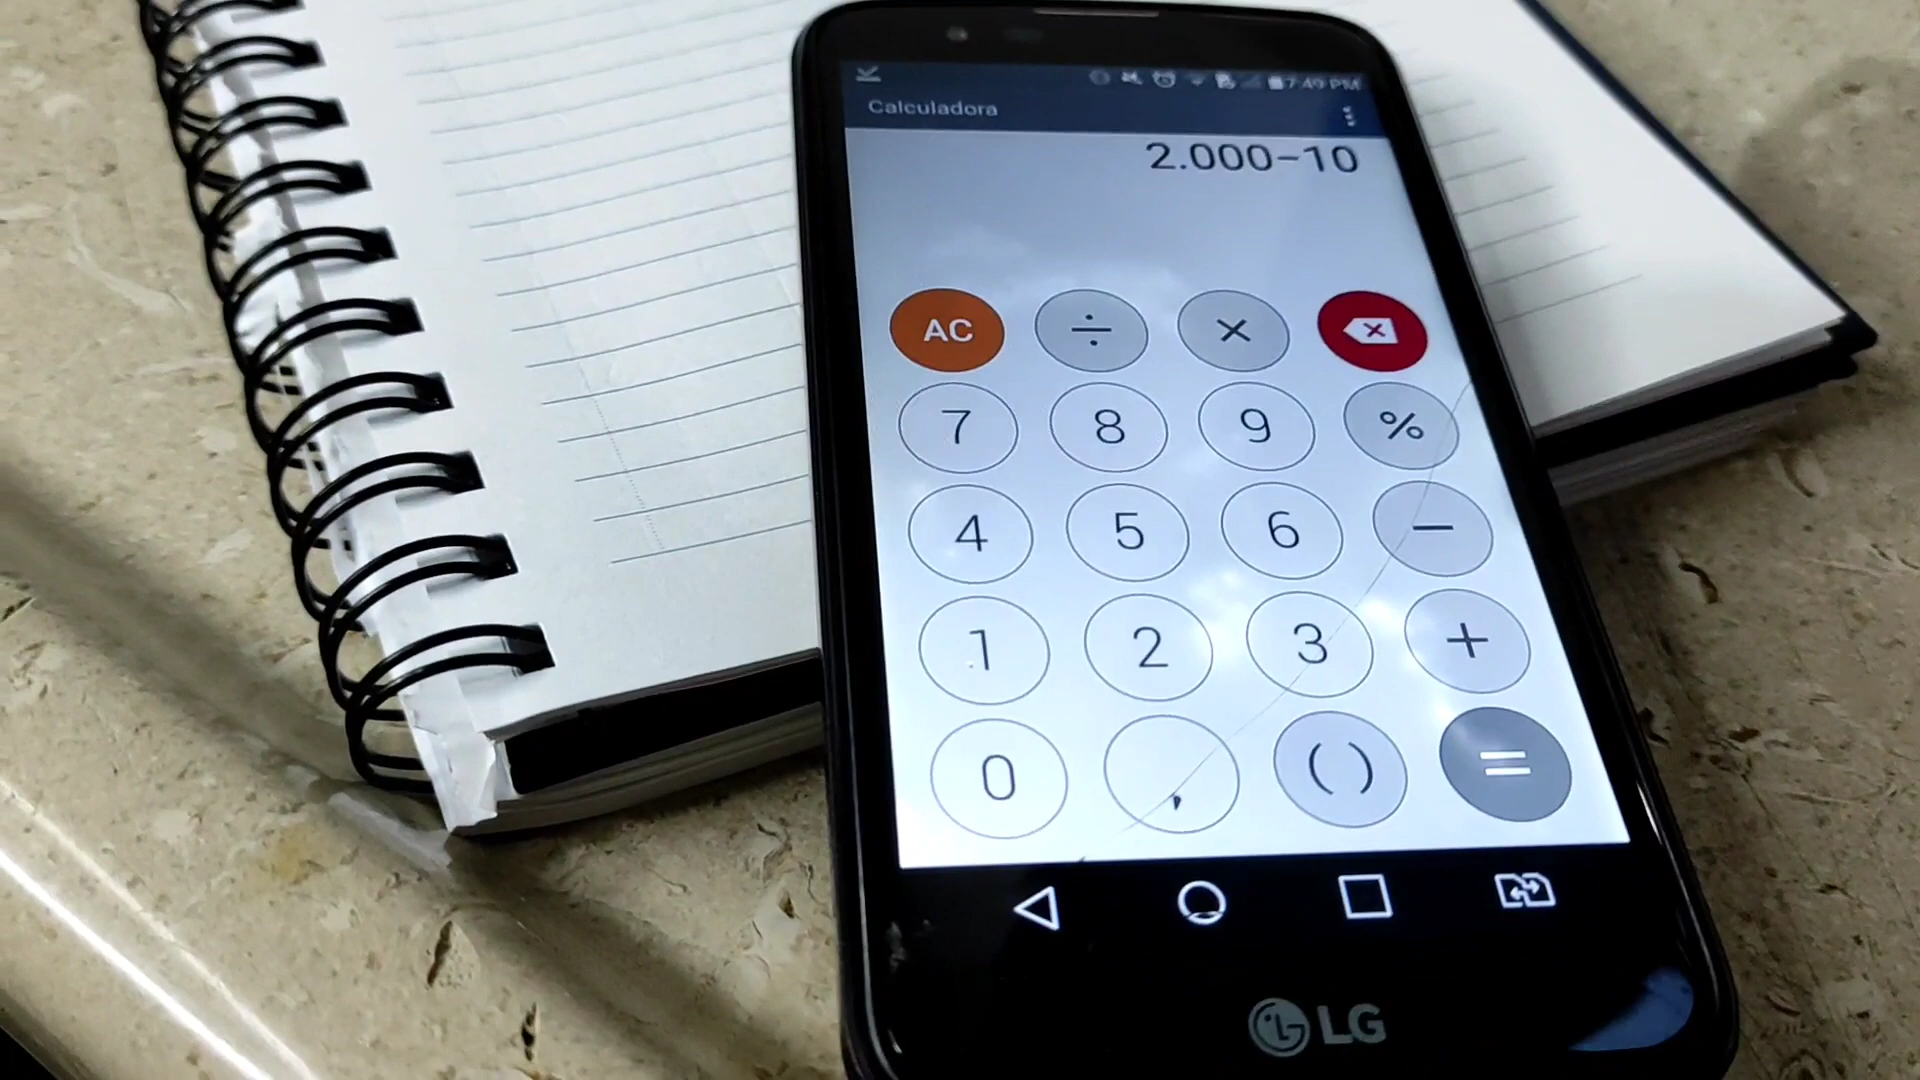 7:49 PM
Calculadora
2.000−10
AC ÷ ×
7 8 9 %
4 5 6 −
1 2 3 +
0 , ( ) =
LG